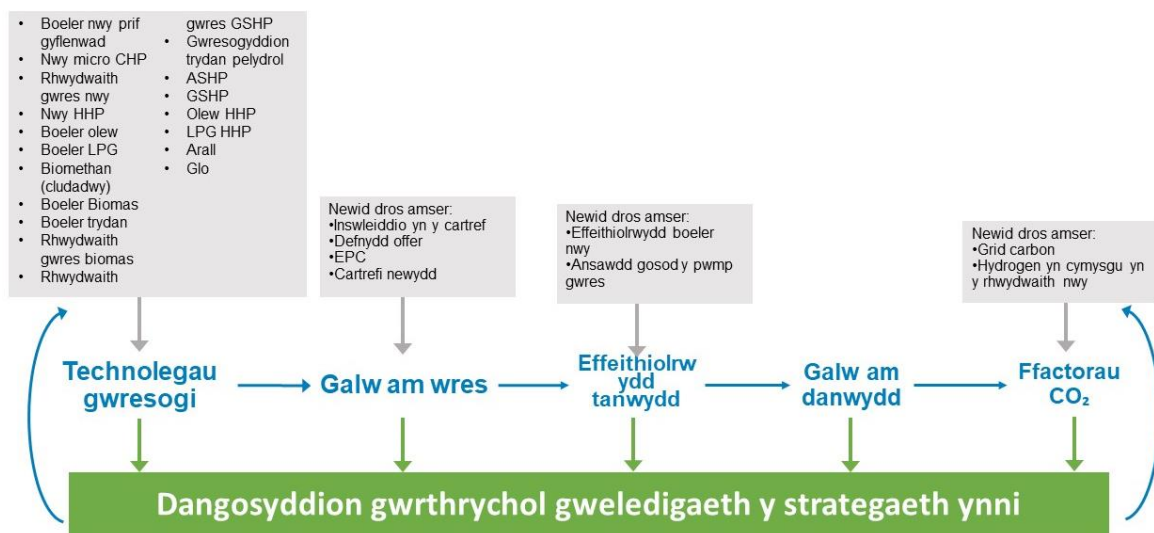 • Boeler nwy prif
gyflenwad
• Nwy micro CHP
• Rhwydwaith
gwres nwy
• Nwy HHP
• Boeler olew
• Boeler LPG
• Biomethan
(cludadwy)
• Boeler Biomas
• Boeler trydan
• Rhwydwaith
gwres biomas
• Rhwydwaith
gwres GSHP
• Gwresogyddion
trydan pelydrol
• ASHP
• GSHP
• Olew HHP
• LPG HHP
• Arall
• Glo
Newid dros amser:
•Inswleiddio yn y cartref
•Defnydd offer
•EPC
•Cartrefi newydd
Newid dros amser:
•Effeithiolrwydd boeler
nwy
•Ansawdd gosod y pwmp
gwres
Newid dros amser:
•Grid carbon
•Hydrogen yn cymysgu yn
y rhwydwaith nwy
Technolegau
gwresogi
Galw am wres
Effeithiolrw
ydd
tanwydd
Galw am
danwydd
Ffactorau
CO₂
Dangosyddion gwrthrychol gweledigaeth y strategaeth ynni